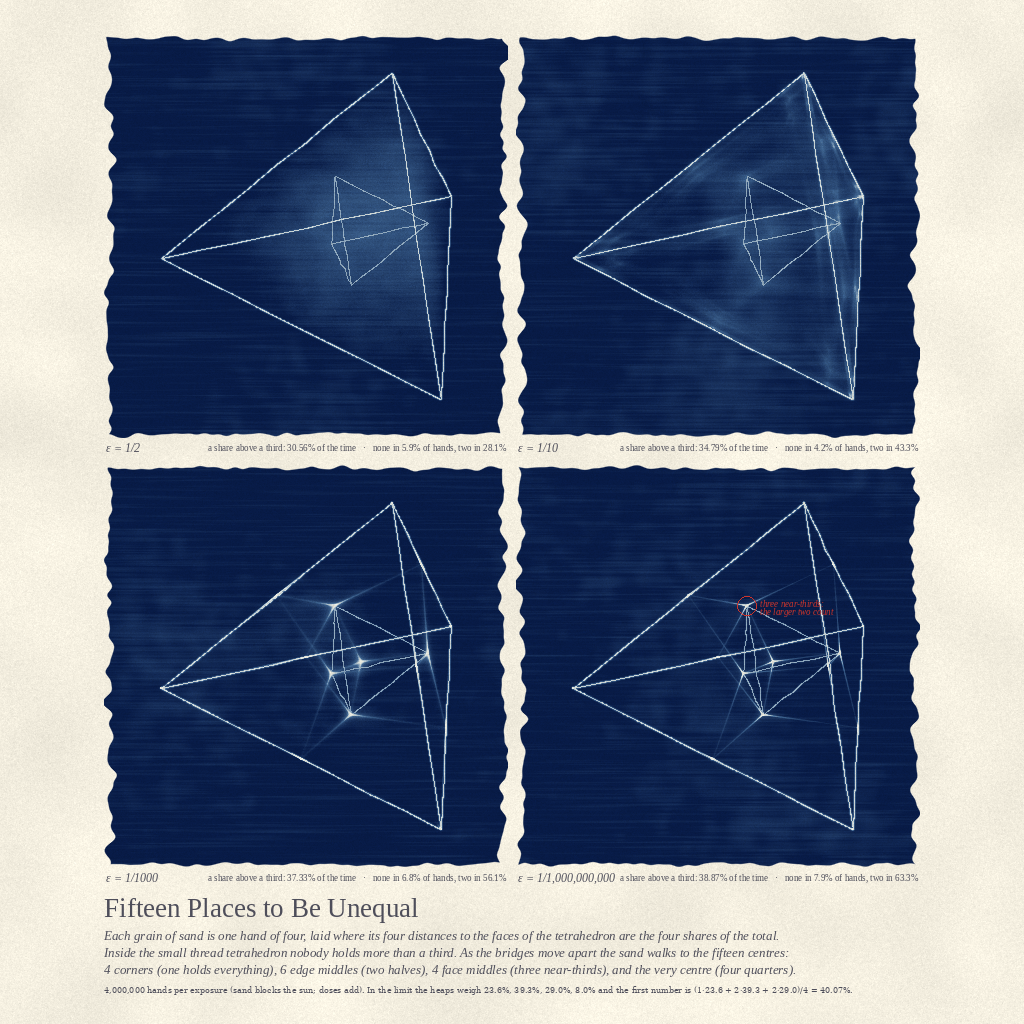 ε = 1/2
a share above a third: 30.56% of the time · none in 5.9% of hands, two in 28.1%
ε = 1/10
a share above a third: 34.79% of the time · none in 4.2% of hands, two in 43.3%
three near-thirds:
the larger two count
ε = 1/1000
a share above a third: 37.33% of the time · none in 6.8% of hands, two in 56.1%
ε = 1/1,000,000,000
a share above a third: 38.87% of the time · none in 7.9% of hands, two in 63.3%
Fifteen Places to Be Unequal
Each grain of sand is one hand of four, laid where its four distances to the faces of the tetrahedron are the four shares of the total.
Inside the small thread tetrahedron nobody holds more than a third. As the bridges move apart the sand walks to the fifteen centres:
4 corners (one holds everything), 6 edge middles (two halves), 4 face middles (three near-thirds), and the very centre (four quarters).
4,000,000 hands per exposure (sand blocks the sun; doses add). In the limit the heaps weigh 23.6%, 39.3%, 29.0%, 8.0% and the first number is (1·23.6 + 2·39.3 + 2·29.0)/4 = 40.07%.